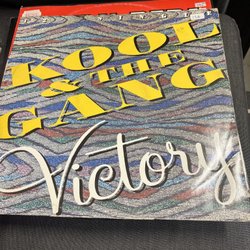 KOOL
& THE
GANG
Victory